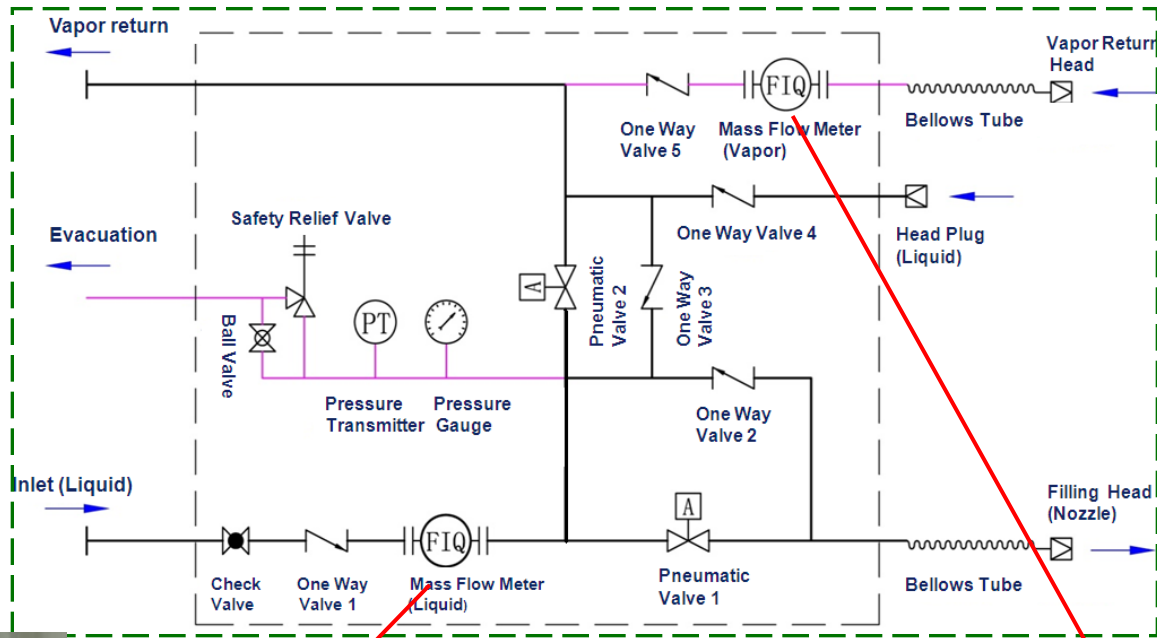 Vapor return
Vapor Return
Head
FIQ
Bellows Tube
One Way
Valve 5
Mass Flow Meter
(Vapor)
Safety Relief Valve
One Way Valve 4
Head Plug
(Liquid)
Evacuation
A
Pneumatic
Valve 2
One Way
Valve 3
PT
Ball Valve
Pressure
Transmitter
Pressure
Gauge
One Way
Valve 2
Inlet (Liquid)
Filling Head
(Nozzle)
A
FIQ
Check
Valve
One Way
Valve 1
Mass Flow Meter
(Liquid)
Pneumatic
Valve 1
Bellows Tube